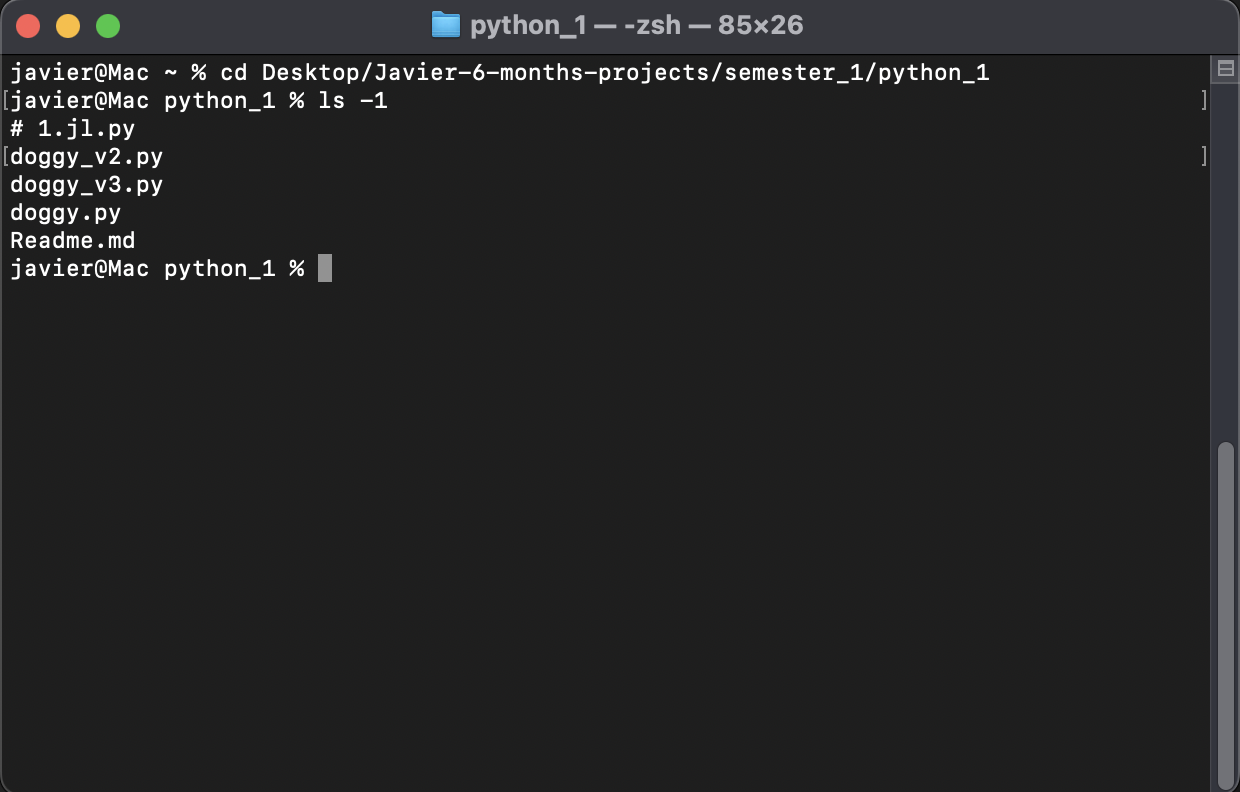 python_1 — -zsh — 85×26
javier@Mac ~ % cd Desktop/Javier-6-months-projects/semester_1/python_1
[javier@Mac python_1 % ls -1 ]
# 1.jl.py
[doggy_v2.py ]
doggy_v3.py
doggy.py
Readme.md
javier@Mac python_1 %